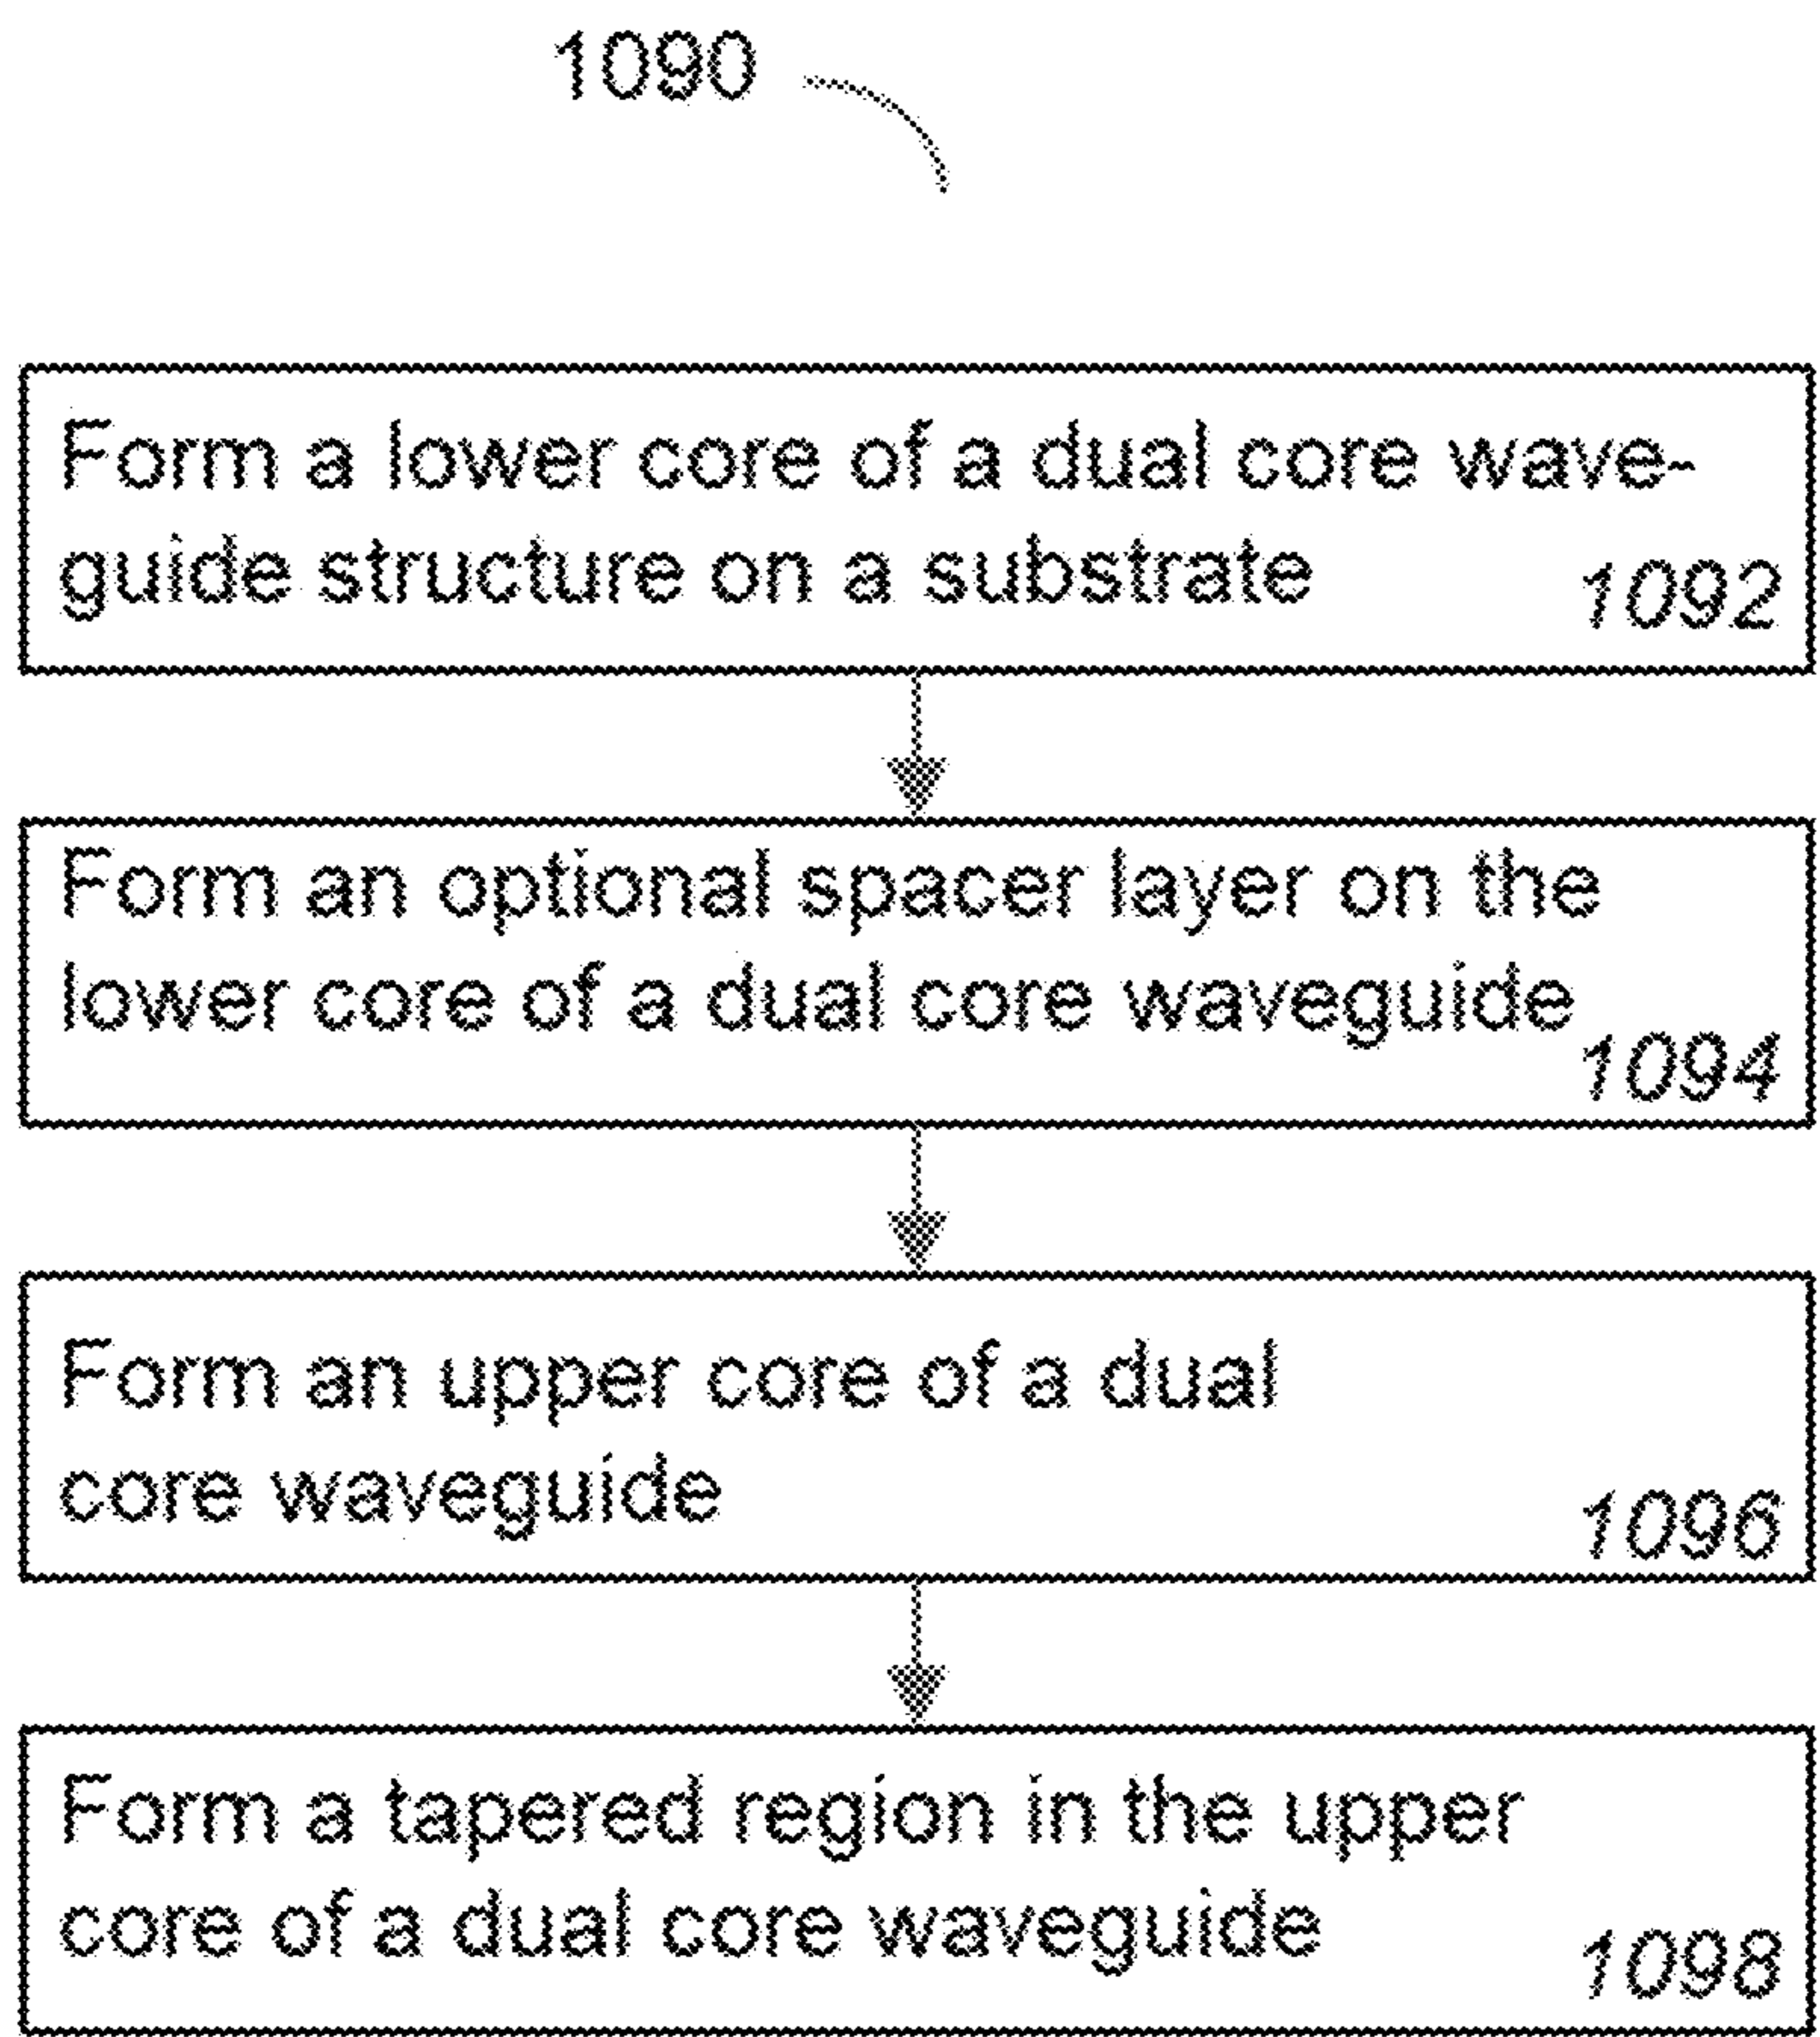 1090
Form a lower core of a dual core wave-
guide structure on a substrate
1092
Form an optional spacer layer on the
lower core of a dual core waveguide
1094
Form an upper core of a dual
core waveguide
1096
Form a tapered region in the upper
core of a dual core waveguide
1098